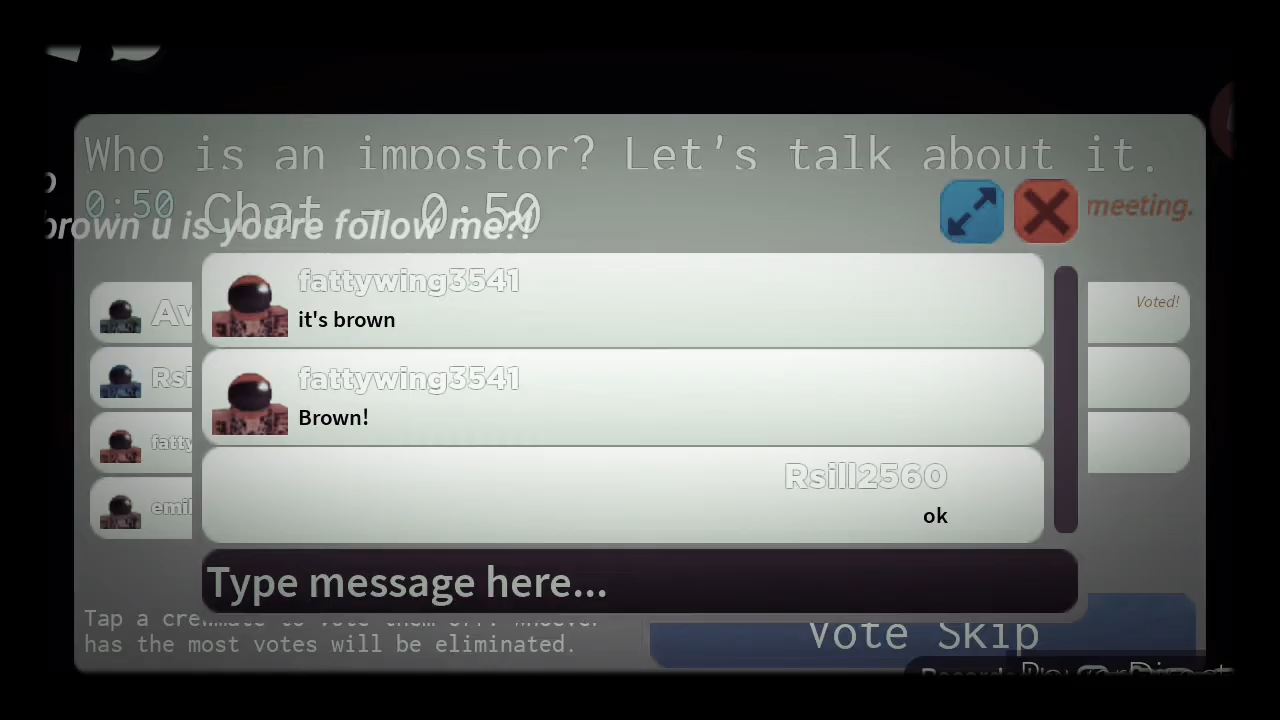 Who is an impostor? Let's talk about it.
0:50
Chat - 0:50
meeting.
brown u is you're follow me?!
fattywing3541
it's brown
Voted!
fattywing3541
Brown!
Rsill2560
ok
Type message here...
Tap a crewmate to vote them off. Whoever
has the most votes will be eliminated.
Vote Skip